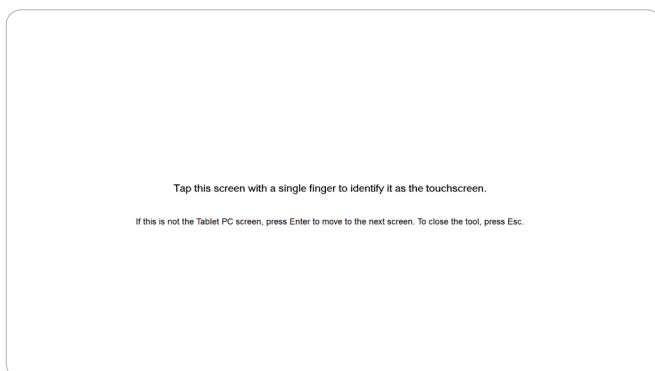 Tap this screen with a single finger to identify it as the touchscreen.
If this is not the Tablet PC screen, press Enter to move to the next screen. To close the tool, press Esc.